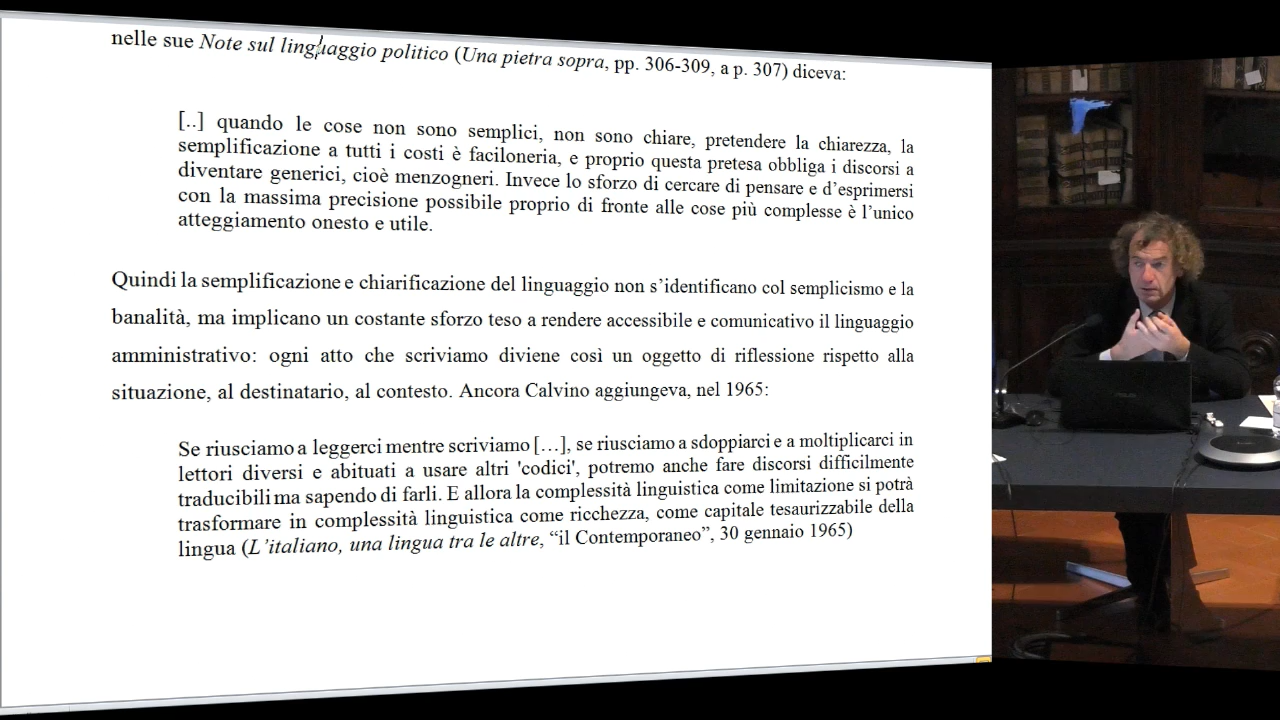 nelle sue Note sul linguaggio politico (Una pietra sopra, pp. 306-309, a p. 307) diceva:
[..] quando le cose non sono semplici, non sono chiare, pretendere la chiarezza, la
semplificazione a tutti i costi è faciloneria, e proprio questa pretesa obbliga i discorsi a
diventare generici, cioè menzogneri. Invece lo sforzo di cercare di pensare e d’esprimersi
con la massima precisione possibile proprio di fronte alle cose più complesse è l’unico
atteggiamento onesto e utile.
Quindi la semplificazione e chiarificazione del linguaggio non s’identificano col semplicismo e la
banalità, ma implicano un costante sforzo teso a rendere accessibile e comunicativo il linguaggio
amministrativo: ogni atto che scriviamo diviene così un oggetto di riflessione rispetto alla
situazione, al destinatario, al contesto. Ancora Calvino aggiungeva, nel 1965:
Se riusciamo a leggerci mentre scriviamo […], se riusciamo a sdoppiarci e a moltiplicarci in
lettori diversi e abituati a usare altri 'codici', potremo anche fare discorsi difficilmente
traducibili ma sapendo di farli. E allora la complessità linguistica come limitazione si potrà
trasformare in complessità linguistica come ricchezza, come capitale tesaurizzabile della
lingua (L’italiano, una lingua tra le altre, “il Contemporaneo”, 30 gennaio 1965)
ASUS